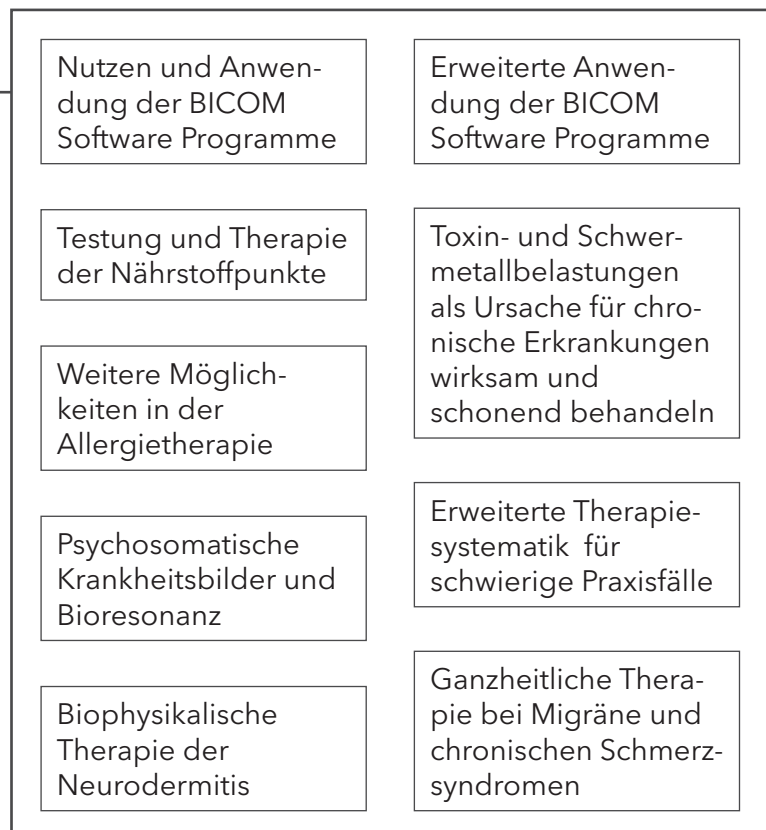 Nutzen und Anwen-
dung der BICOM
Software Programme
Testung und Therapie
der Nährstoffpunkte
Weitere Möglich-
keiten in der
Allergietherapie
Psychosomatische
Krankheitsbilder und
Bioresonanz
Biophysikalische
Therapie der
Neurodermitis
Erweiterte Anwen-
dung der BICOM
Software Programme
Toxin- und Schwer-
metallbelastungen
als Ursache für chro-
nische Erkrankungen
wirksam und
schonend behandeln
Erweiterte Therapie-
systematik für
schwierige Praxisfälle
Ganzheitliche Thera-
pie bei Migräne und
chronischen Schmerz-
syndromen